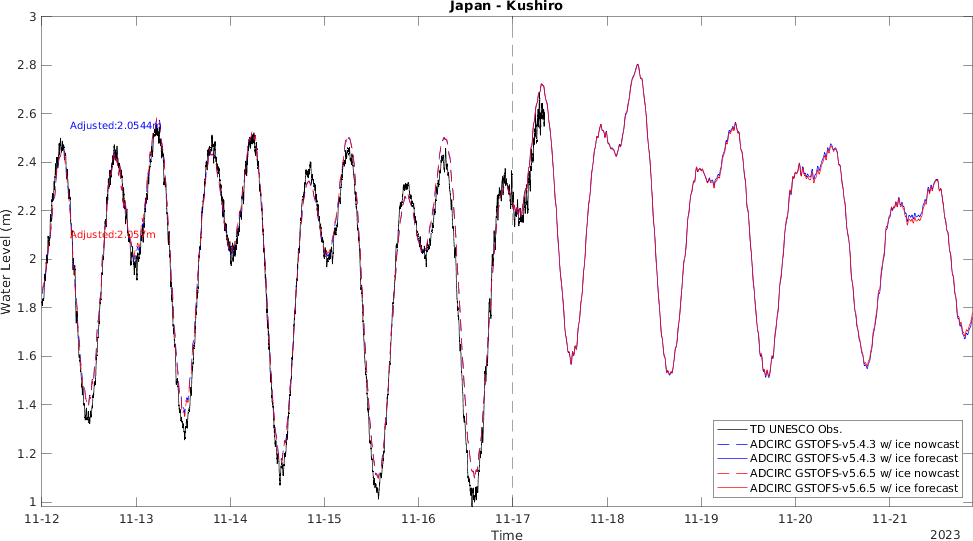 Japan - Kushiro
3
2.8
2.6
2.4
2.2
2
1.8
1.6
1.4
1.2
1
Water Level (m)
Adjusted:2.0544m
TD UNESCO Obs.
ADCIRC GSTOFS-v5.4.3 w/ ice nowcast
ADCIRC GSTOFS-v5.4.3 w/ ice forecast
ADCIRC GSTOFS-v5.6.5 w/ ice nowcast
ADCIRC GSTOFS-v5.6.5 w/ ice forecast
11-12 11-13 11-14 11-15 11-16 11-17 11-18 11-19 11-20 11-21
Time
2023